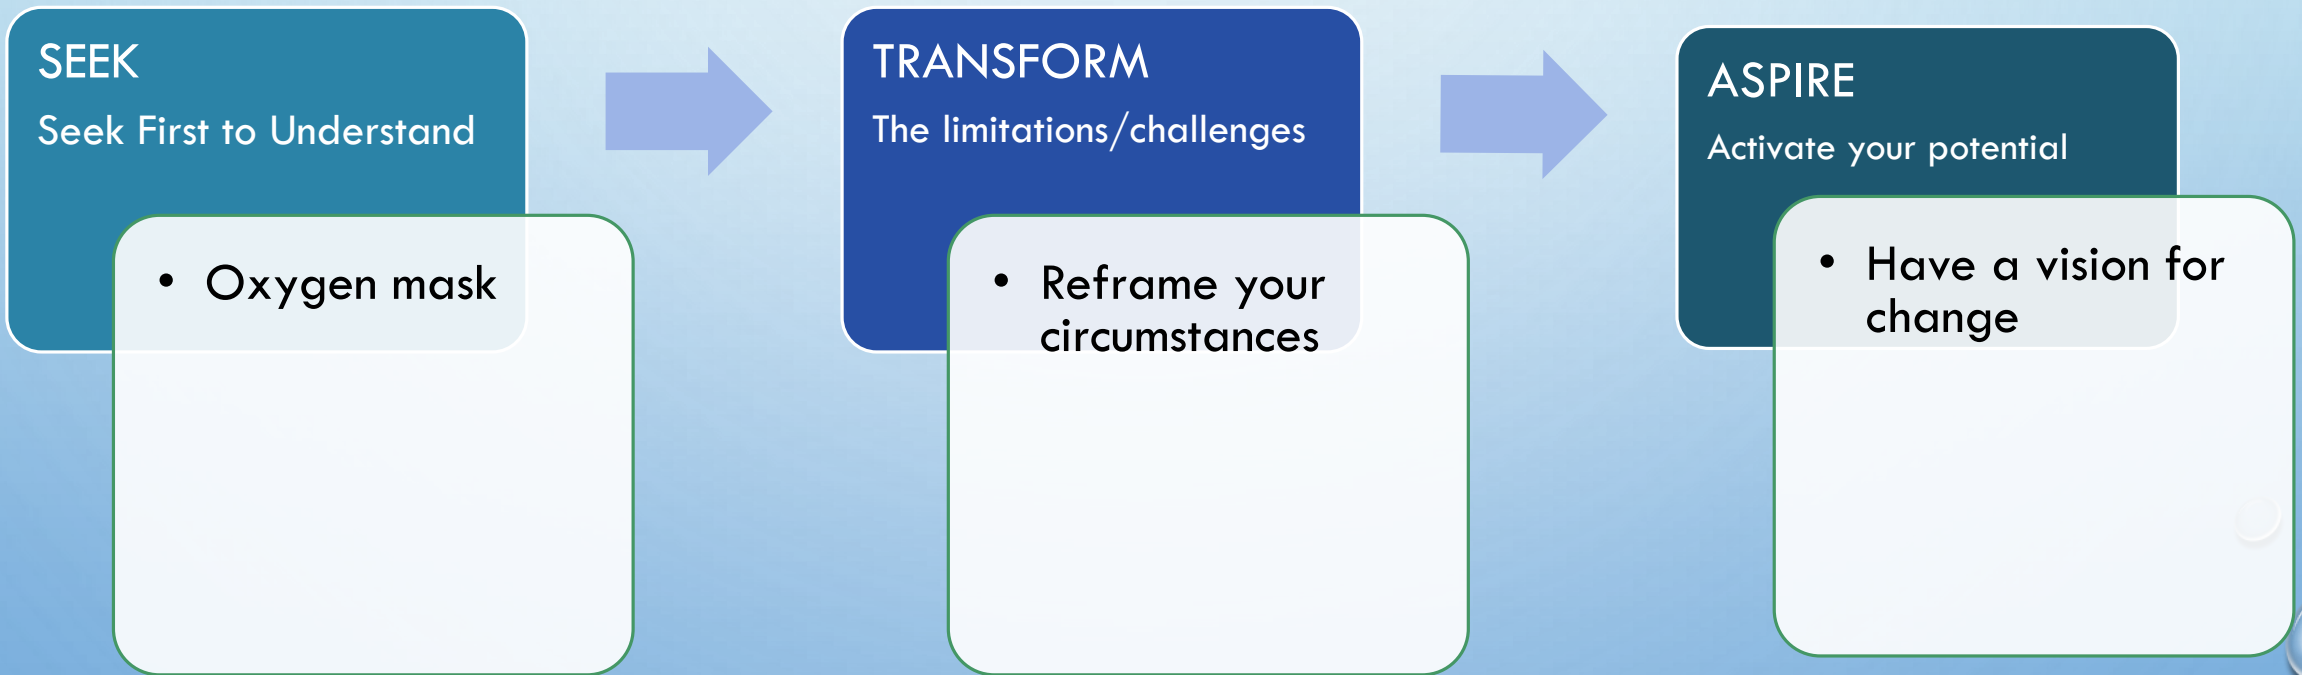 SEEK
Seek First to Understand
• Oxygen mask
TRANSFORM
The limitations/challenges
• Reframe your
circumstances
ASPIRE
Activate your potential
• Have a vision for
change